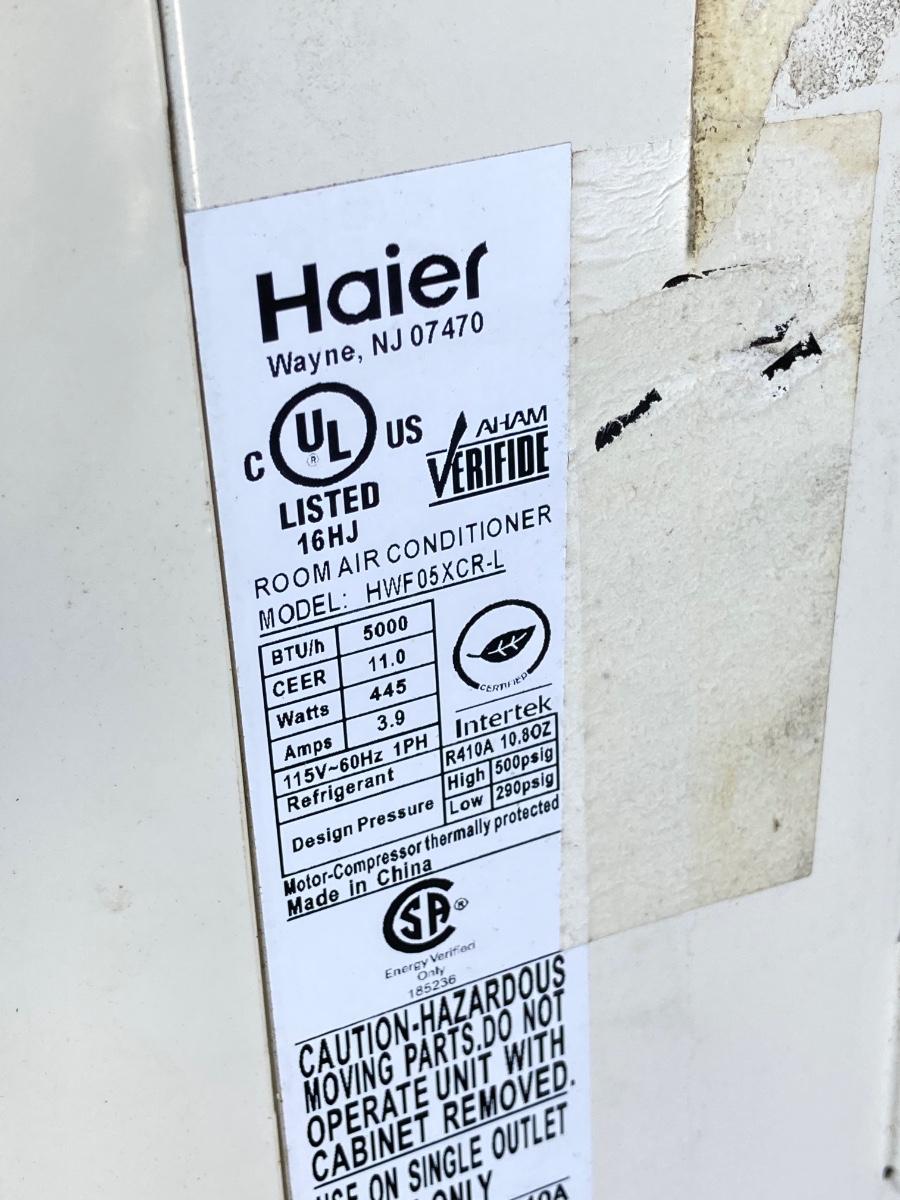 Haier
Wayne, NJ 07470
C UL ® US
LISTED
16HJ
AHAM
VERIFIDE
ROOM AIR CONDITIONER
MODEL: HWF05XCR-L
BTU/h 5000
CEER 11.0
Watts 445
Amps 3.9
115V~60Hz 1PH
CERTIFIED
Intertek
Refrigerant R410A 10.8OZ
Design Pressure High 500psig
Low 290psig
Motor-Compressor thermally protected
Made in China
SA ®
Energy Verified
Only
185236
CAUTION-HAZARDOUS
MOVING PARTS.DO NOT
OPERATE UNIT WITH
CABINET REMOVED.
USE ON SINGLE OUTLET
ONLY